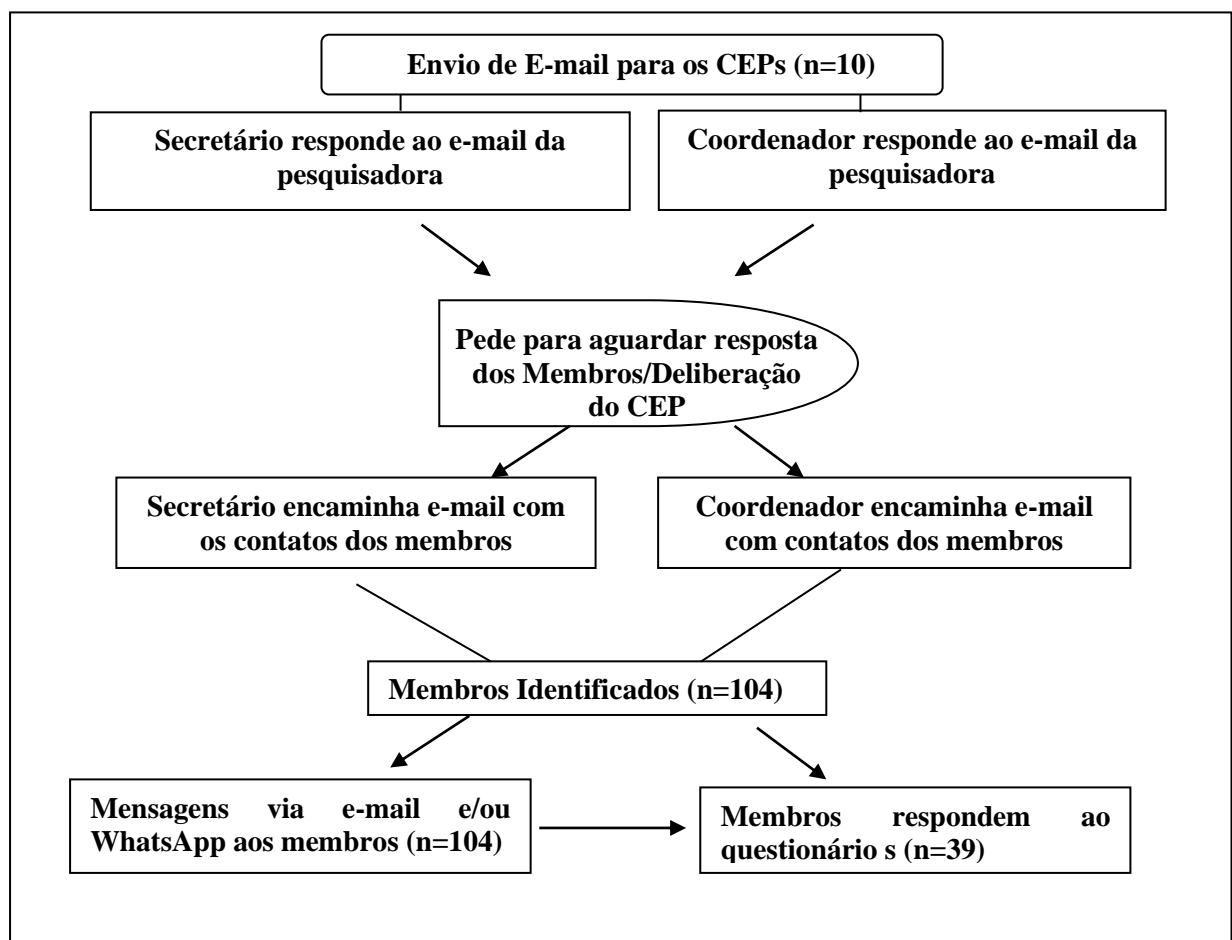 Envio de E-mail para os CEPs (n=10)
Secretário responde ao e-mail da
pesquisadora
Coordenador responde ao e-mail da
pesquisadora
Pede para aguardar resposta
dos Membros/Deliberação
do CEP
Secretário encaminha e-mail com
os contatos dos membros
Coordenador encaminha e-mail
com contatos dos membros
Membros Identificados (n=104)
Mensagens via e-mail e/ou
WhatsApp aos membros (n=104)
Membros respondem ao
questionário s (n=39)